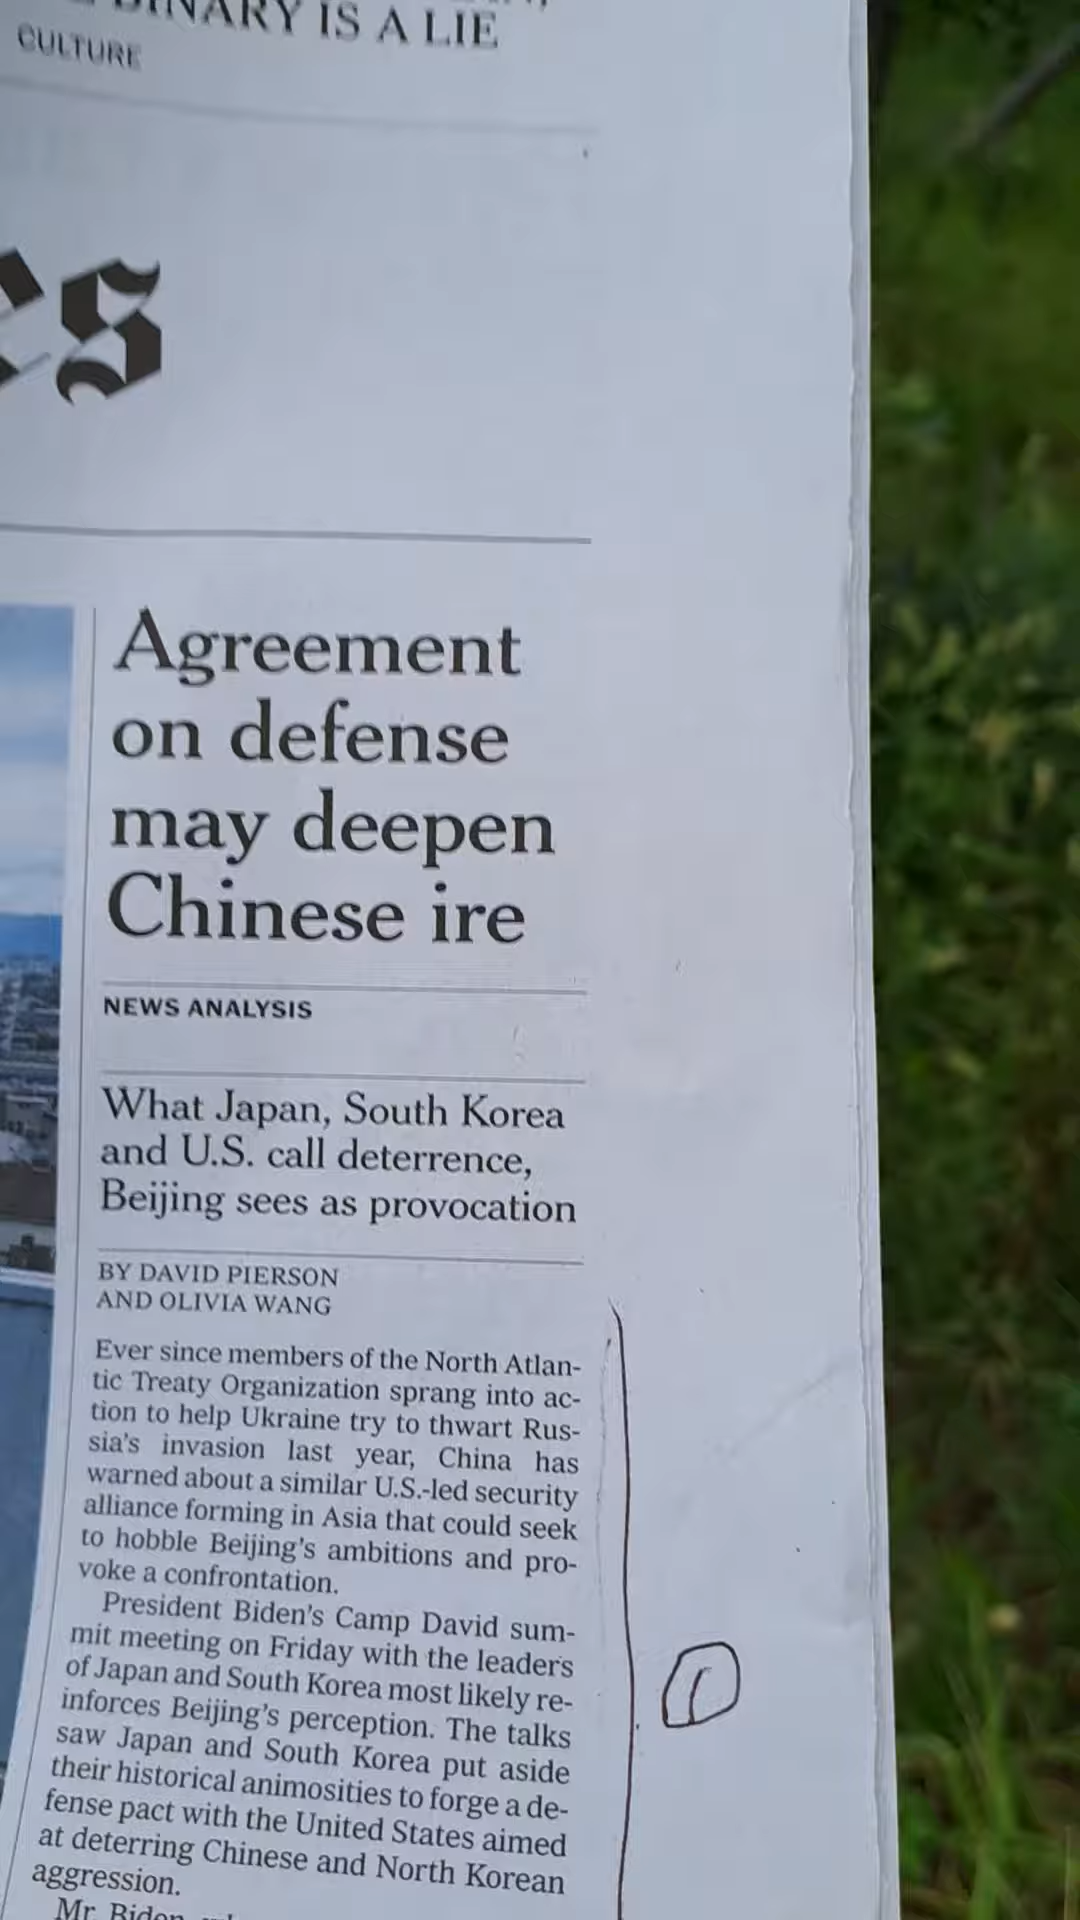 BINARY IS A LIE
CULTURE
es
Agreement
on defense
may deepen
Chinese ire
NEWS ANALYSIS
What Japan, South Korea
and U.S. call deterrence,
Beijing sees as provocation
BY DAVID PIERSON
AND OLIVIA WANG
Ever since members of the North Atlan-
tic Treaty Organization sprang into ac-
tion to help Ukraine try to thwart Rus-
sia's invasion last year, China has
warned about a similar U.S.-led security
alliance forming in Asia that could seek
to hobble Beijing's ambitions and pro-
voke a confrontation.
President Biden's Camp David sum-
mit meeting on Friday with the leaders
of Japan and South Korea most likely re-
inforces Beijing's perception. The talks
saw Japan and South Korea put aside
their historical animosities to forge a de-
fense pact with the United States aimed
at deterring Chinese and North Korean
aggression.
Mr. Biden
1